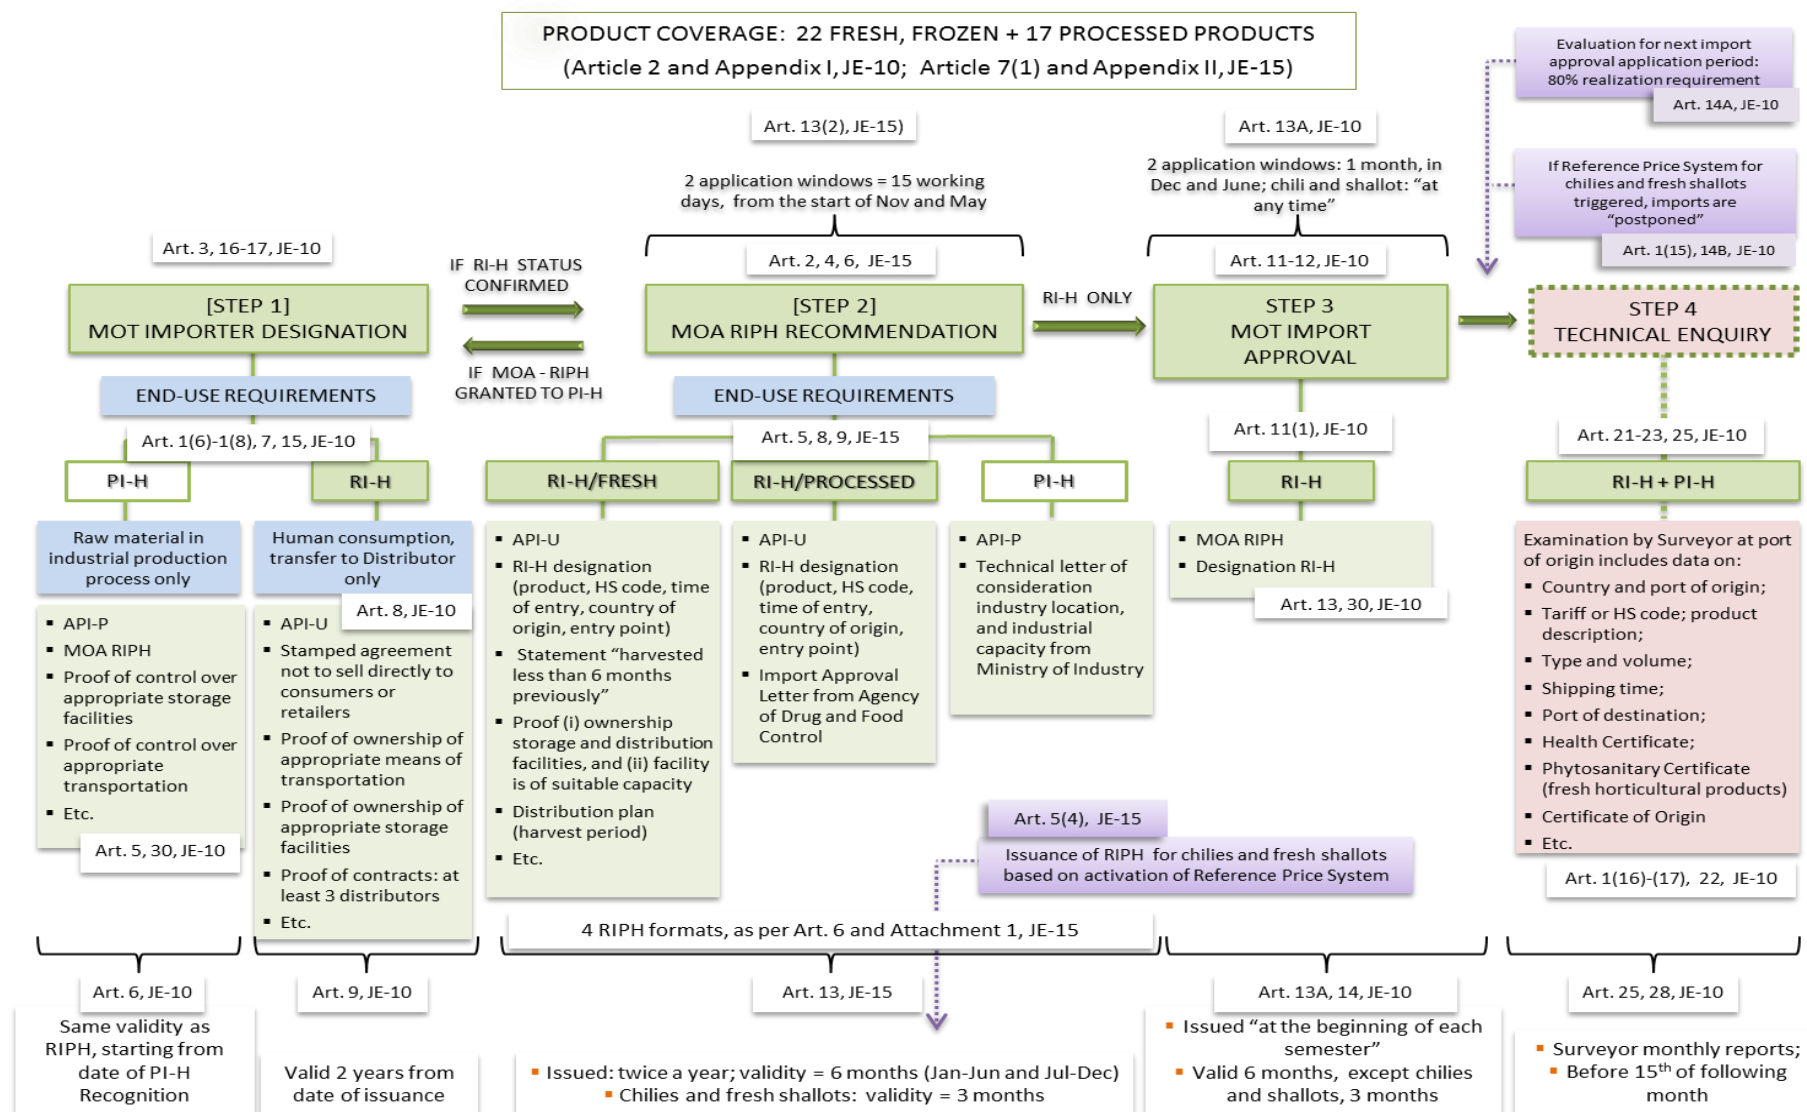 PRODUCT COVERAGE: 22 FRESH, FROZEN + 17 PROCESSED PRODUCTS
(Article 2 and Appendix I, JE-10; Article 7(1) and Appendix II, JE-15)
Evaluation for next import
approval application period:
80% realization requirement
Art. 14A, JE-10
If Reference Price System for
chilies and fresh shallots
triggered, imports are
“postponed”
Art. 1(15), 14B, JE-10
Art. 13(2), JE-15)
2 application windows = 15 working
days, from the start of Nov and May
Art. 13A, JE-10
2 application windows: 1 month, in
Dec and June; chili and shallot: “at
any time”
Art. 3, 16-17, JE-10
[STEP 1]
MOT IMPORTER DESIGNATION
IF RI-H STATUS
CONFIRMED
IF MOA - RIPH
GRANTED TO PI-H
Art. 2, 4, 6, JE-15
[STEP 2]
MOA RIPH RECOMMENDATION
RI-H ONLY
Art. 11-12, JE-10
STEP 3
MOT IMPORT
APPROVAL
STEP 4
TECHNICAL ENQUIRY
END-USE REQUIREMENTS
Art. 1(6)-1(8), 7, 15, JE-10
END-USE REQUIREMENTS
Art. 5, 8, 9, JE-15
Art. 11(1), JE-10
Art. 21-23, 25, JE-10
PI-H
Raw material in
industrial production
process only
▪ API-P
▪ MOA RIPH
▪ Proof of control over
appropriate storage
facilities
▪ Proof of control over
appropriate
transportation
▪ Etc.
Art. 5, 30, JE-10
RI-H
Human consumption,
transfer to Distributor
only
Art. 8, JE-10
▪ API-U
▪ Stamped agreement
not to sell directly to
consumers or
retailers
▪ Proof of ownership of
appropriate means of
transportation
▪ Proof of ownership of
appropriate storage
facilities
▪ Proof of contracts: at
least 3 distributors
▪ Etc.
RI-H/FRESH
▪ API-U
▪ RI-H designation
(product, HS code, time
of entry, country of
origin, entry point)
▪ Statement “harvested
less than 6 months
previously”
▪ Proof (i) ownership
storage and distribution
facilities, and (ii) facility
is of suitable capacity
▪ Distribution plan
(harvest period)
▪ Etc.
RI-H/PROCESSED
▪ API-U
▪ RI-H designation
(product, HS code,
time of entry,
country of origin,
entry point)
▪ Import Approval
Letter from Agency
of Drug and Food
Control
PI-H
▪ API-P
▪ Technical letter of
consideration
industry location,
and industrial
capacity from
Ministry of Industry
RI-H
▪ MOA RIPH
▪ Designation RI-H
Art. 13, 30, JE-10
RI-H + PI-H
Examination by Surveyor at port
of origin includes data on:
▪ Country and port of origin;
▪ Tariff or HS code; product
description;
▪ Type and volume;
▪ Shipping time;
▪ Port of destination;
▪ Health Certificate;
▪ Phytosanitary Certificate
(fresh horticultural products)
▪ Certificate of Origin
▪ Etc.
Art. 1(16)-(17), 22, JE-10
Art. 5(4), JE-15
Issuance of RIPH for chilies and fresh shallots
based on activation of Reference Price System
4 RIPH formats, as per Art. 6 and Attachment 1, JE-15
Art. 6, JE-10
Same validity as
RIPH, starting from
date of PI-H
Recognition
Art. 9, JE-10
Valid 2 years from
date of issuance
Art. 13, JE-15
▪ Issued: twice a year; validity = 6 months (Jan-Jun and Jul-Dec)
▪ Chilies and fresh shallots: validity = 3 months
Art. 13A, 14, JE-10
▪ Issued “at the beginning of each
semester”
▪ Valid 6 months, except chilies
and shallots, 3 months
Art. 25, 28, JE-10
▪ Surveyor monthly reports;
▪ Before 15th of following
month